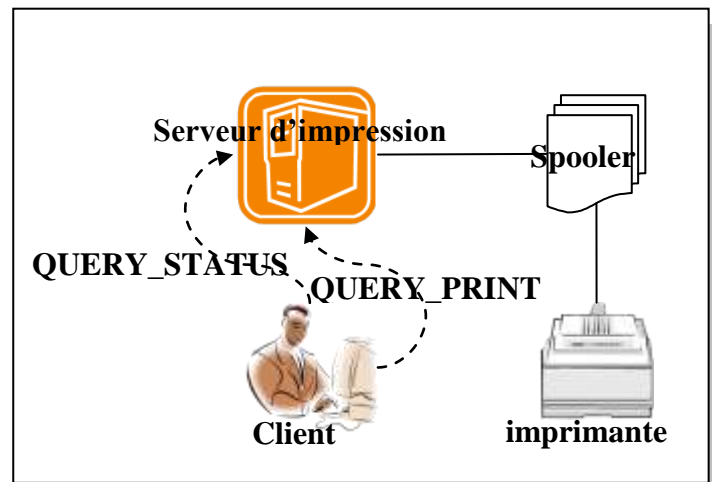 Serveur d’impression
Spooler
QUERY_STATUS
QUERY_PRINT
Client
imprimante